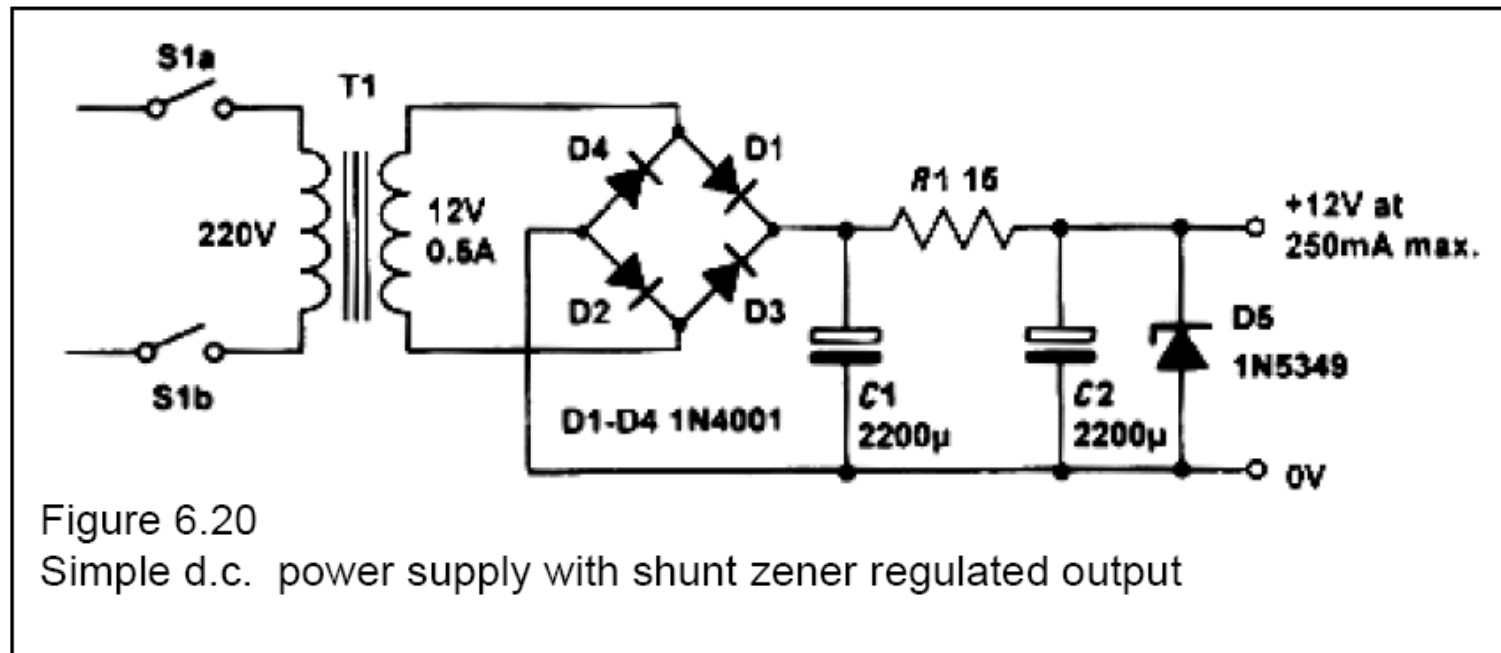 S1a
T1
D4
D1
R1 15
+12V at
250mA max.
220V
12V
0.5A
D2
D3
D5
1N5349
S1b
D1-D4 1N4001
C1
2200µ
C2
2200µ
0V
Figure 6.20
Simple d.c. power supply with shunt zener regulated output